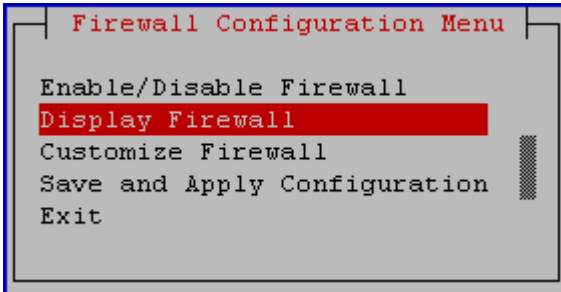 Firewall Configuration Menu
Enable/Disable Firewall
Display Firewall
Customize Firewall
Save and Apply Configuration
Exit